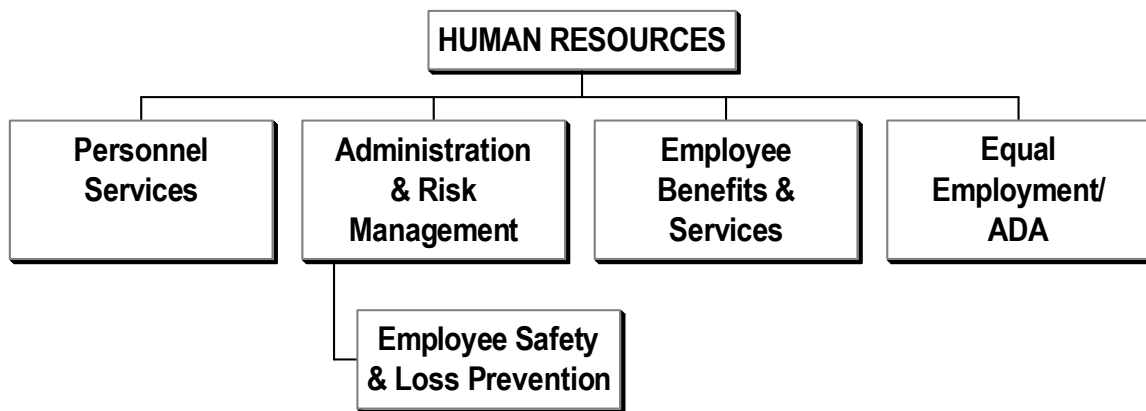 HUMAN RESOURCES
Personnel
Services
Administration
& Risk
Management
Employee
Benefits &
Services
Equal
Employment/
ADA
Employee Safety
& Loss Prevention